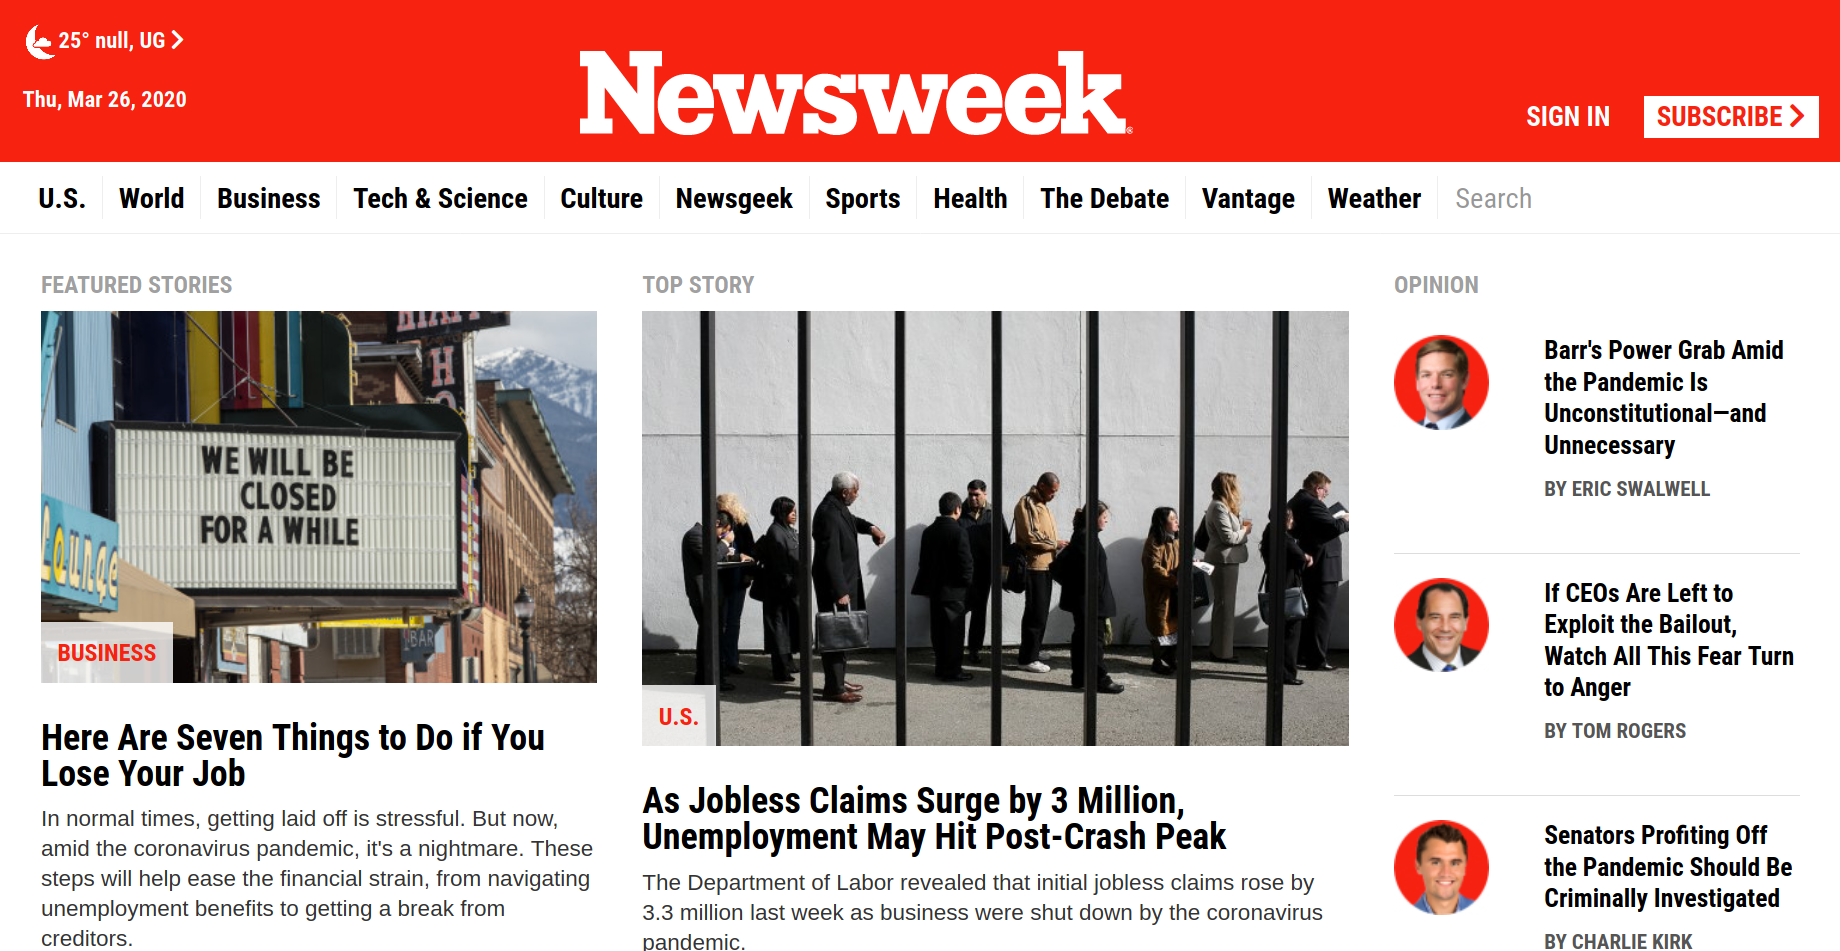 25° null, UG
Thu, Mar 26, 2020
Newsweek
SIGN IN
SUBSCRIBE
U.S.
World
Business
Tech & Science
Culture
Newsgeek
Sports
Health
The Debate
Vantage
Weather
Search
FEATURED STORIES
WE WILL BE
CLOSED
FOR A WHILE
Lounge
BAR
BUSINESS
Here Are Seven Things to Do if You
Lose Your Job
In normal times, getting laid off is stressful. But now,
amid the coronavirus pandemic, it's a nightmare. These
steps will help ease the financial strain, from navigating
unemployment benefits to getting a break from
creditors.
TOP STORY
U.S.
As Jobless Claims Surge by 3 Million,
Unemployment May Hit Post-Crash Peak
The Department of Labor revealed that initial jobless claims rose by
3.3 million last week as business were shut down by the coronavirus
pandemic.
OPINION
Barr's Power Grab Amid
the Pandemic Is
Unconstitutional—and
Unnecessary
BY ERIC SWALWELL
If CEOs Are Left to
Exploit the Bailout,
Watch All This Fear Turn
to Anger
BY TOM ROGERS
Senators Profiting Off
the Pandemic Should Be
Criminally Investigated
BY CHARLIE KIRK